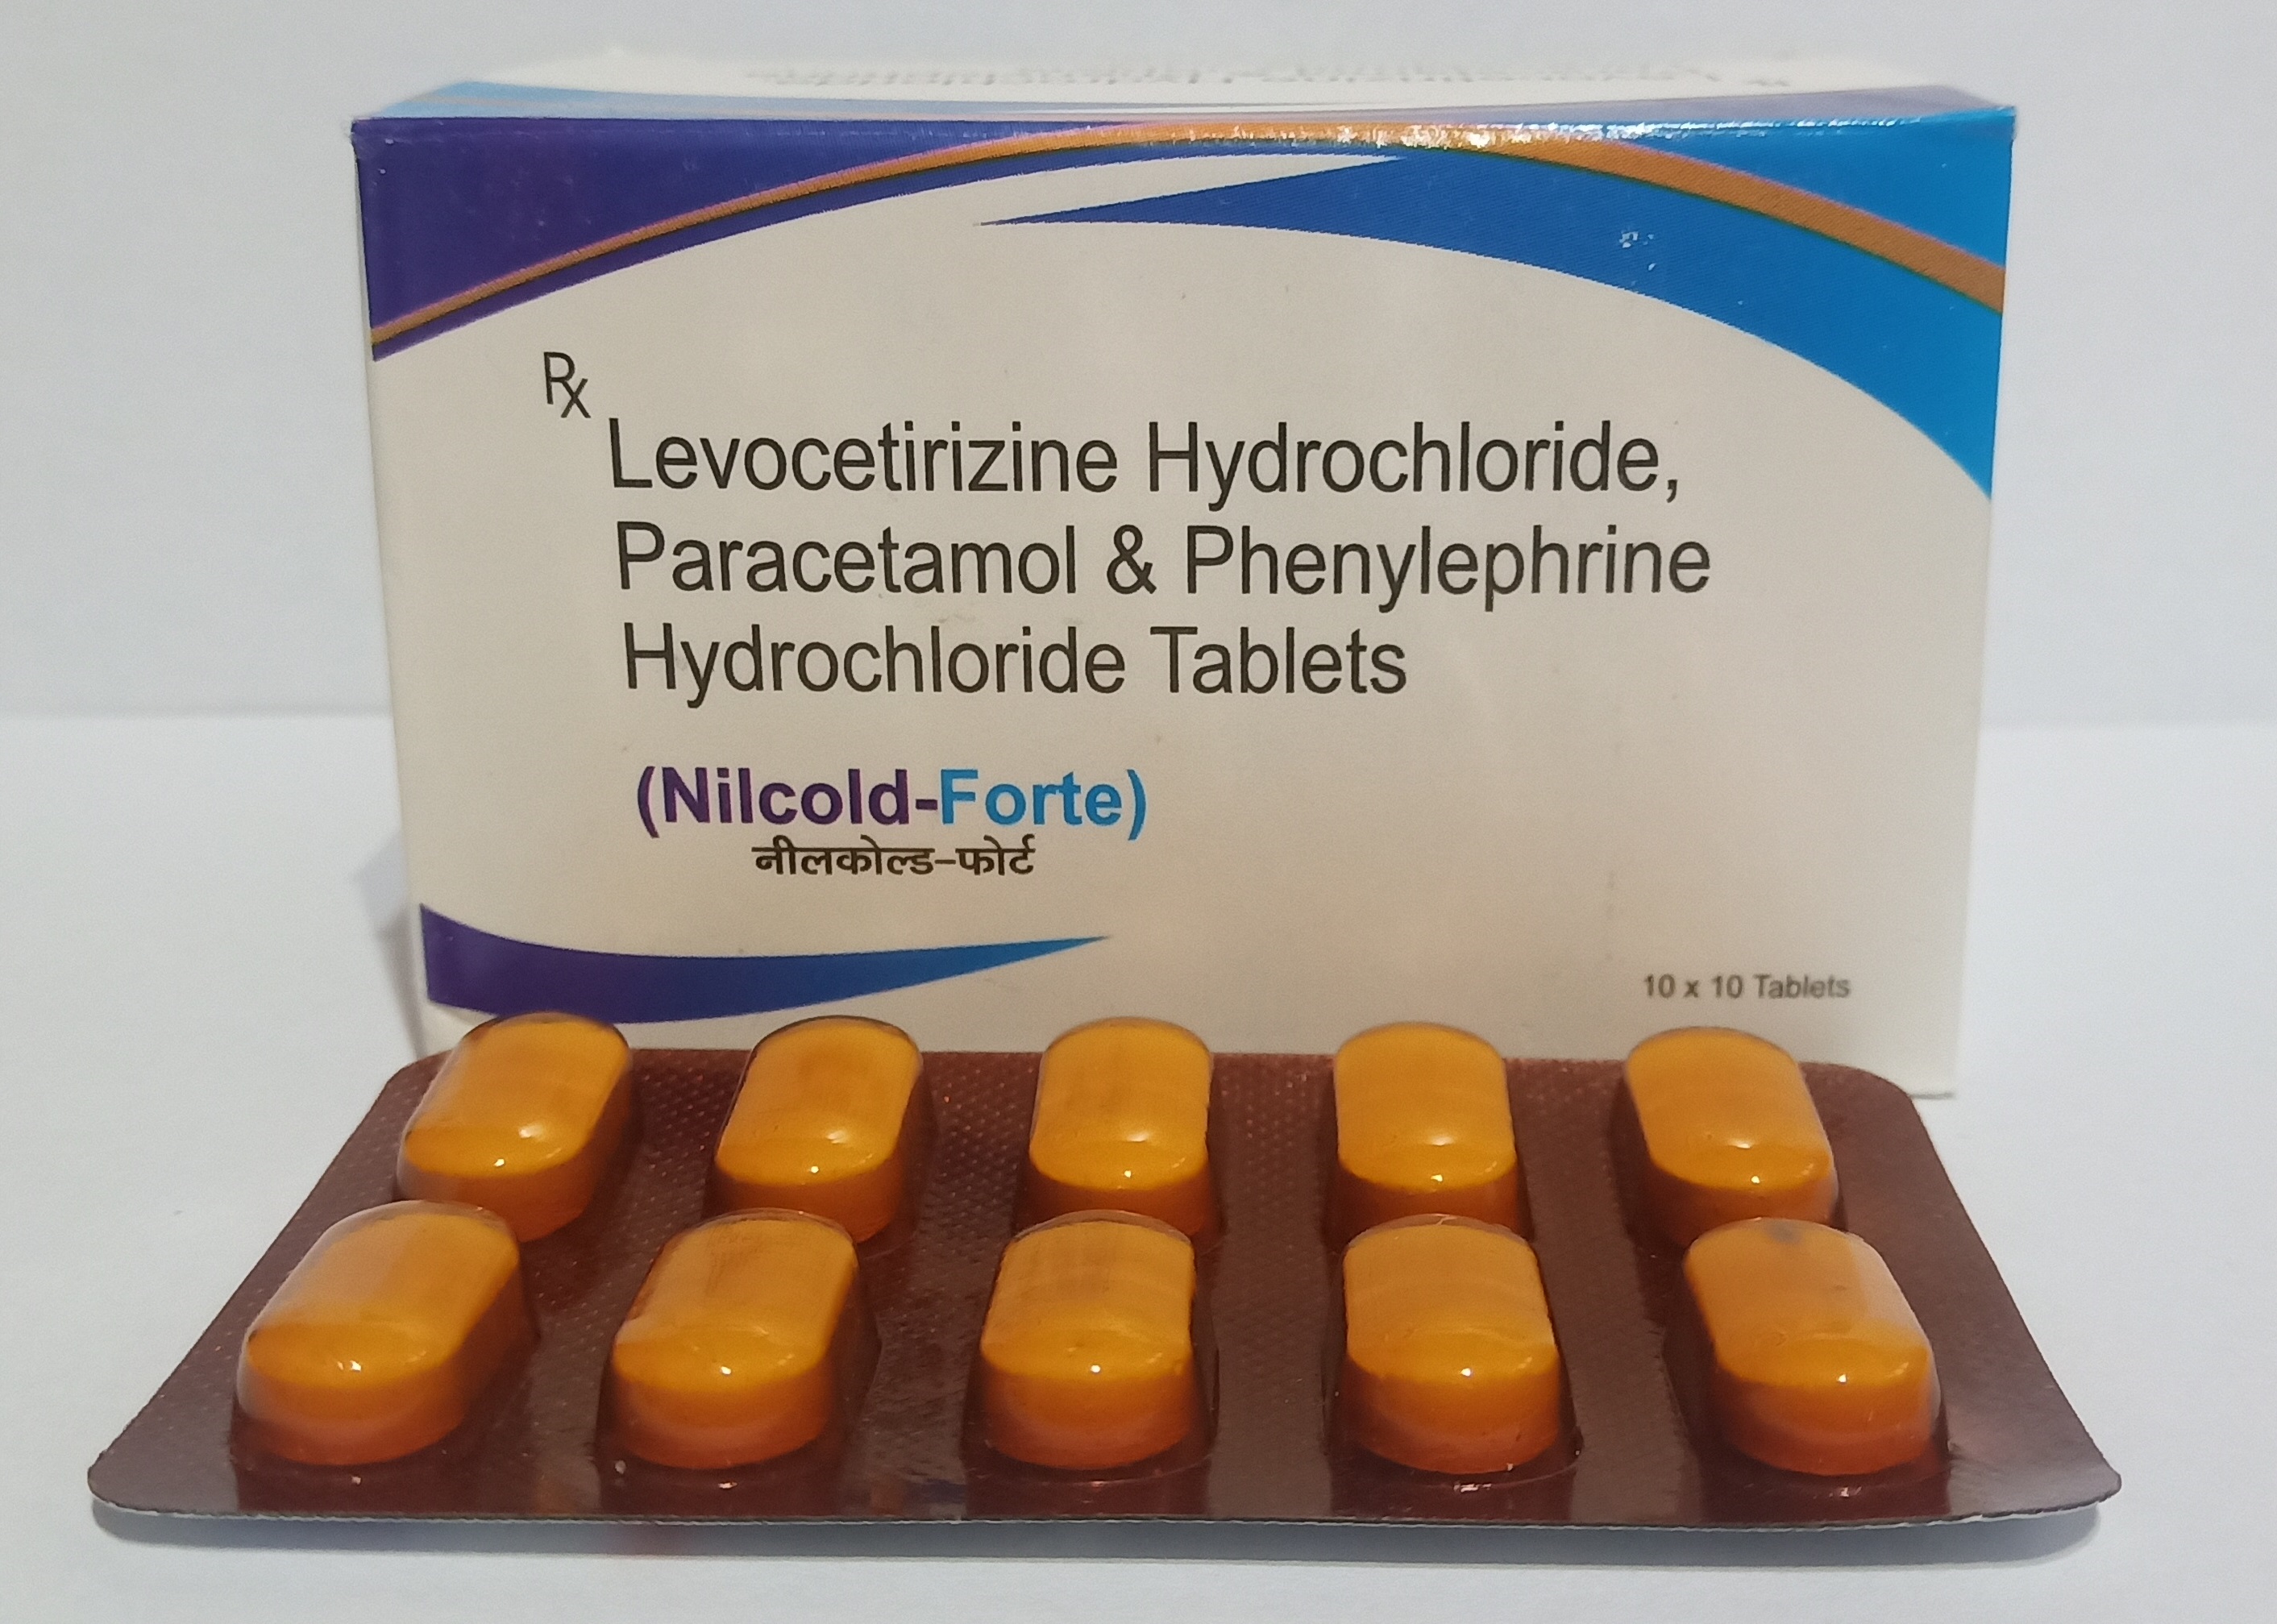 Rx
Levocetirizine Hydrochloride,
Paracetamol & Phenylephrine
Hydrochloride Tablets
(Nilcold-Forte)
नीलकोल्ड–फोर्ट
10 x 10 Tablets